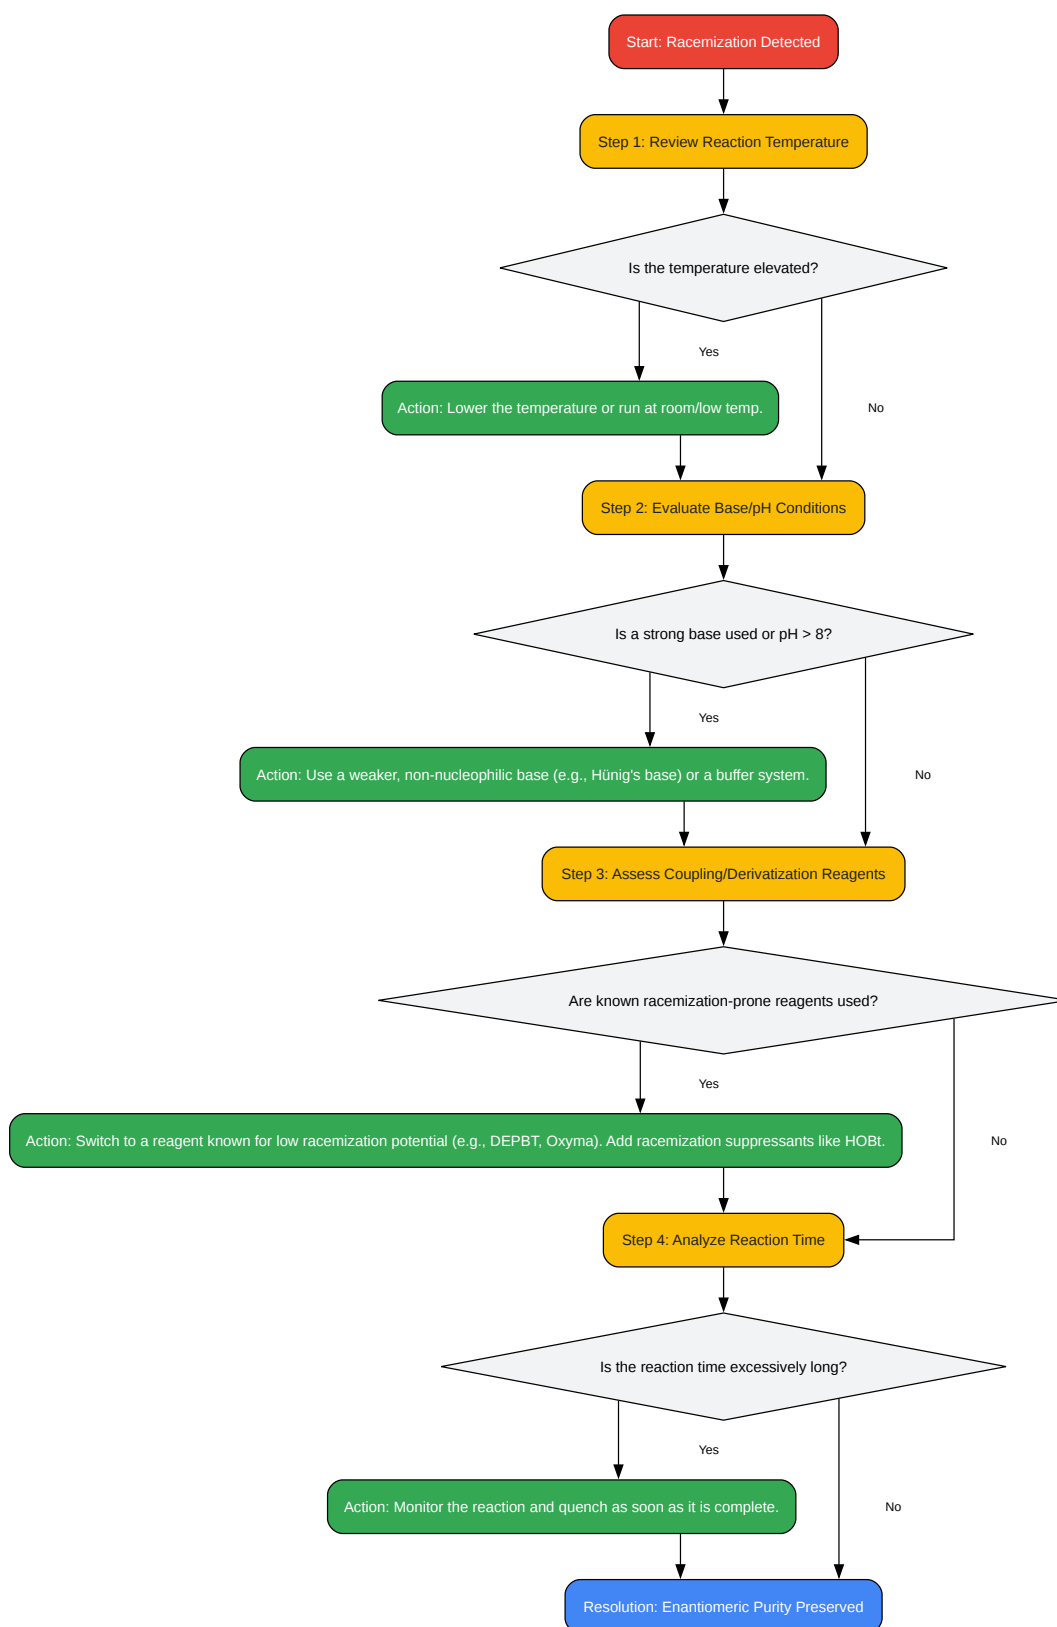 Start: Racemization Detected
Step 1: Review Reaction Temperature
Is the temperature elevated?
Yes
Action: Lower the temperature or run at room/low temp.
No
Step 2: Evaluate Base/pH Conditions
Is a strong base used or pH > 8?
Yes
Action: Use a weaker, non-nucleophilic base (e.g., Hünig's base) or a buffer system.
No
Step 3: Assess Coupling/Derivatization Reagents
Are known racemization-prone reagents used?
Yes
Action: Switch to a reagent known for low racemization potential (e.g., DEPBT, Oxyma). Add racemization suppressants like HOBt.
No
Step 4: Analyze Reaction Time
Is the reaction time excessively long?
Yes
Action: Monitor the reaction and quench as soon as it is complete.
No
Resolution: Enantiomeric Purity Preserved